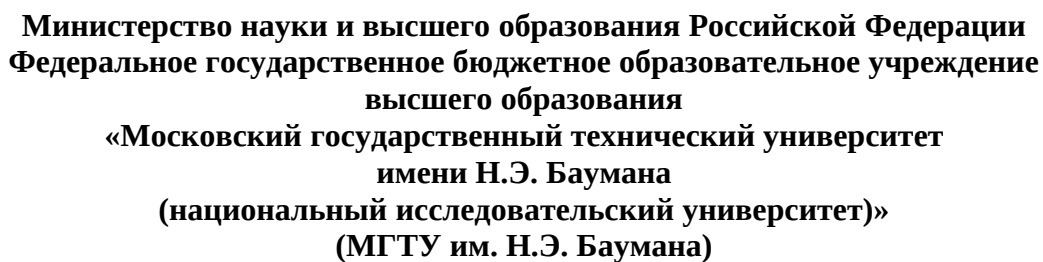 Министерство науки и высшего образования Российской Федерации
Федеральное государственное бюджетное образовательное учреждение
высшего образования
«Московский государственный технический университет
имени Н.Э. Баумана
(национальный исследовательский университет)»
(МГТУ им. Н.Э. Баумана)